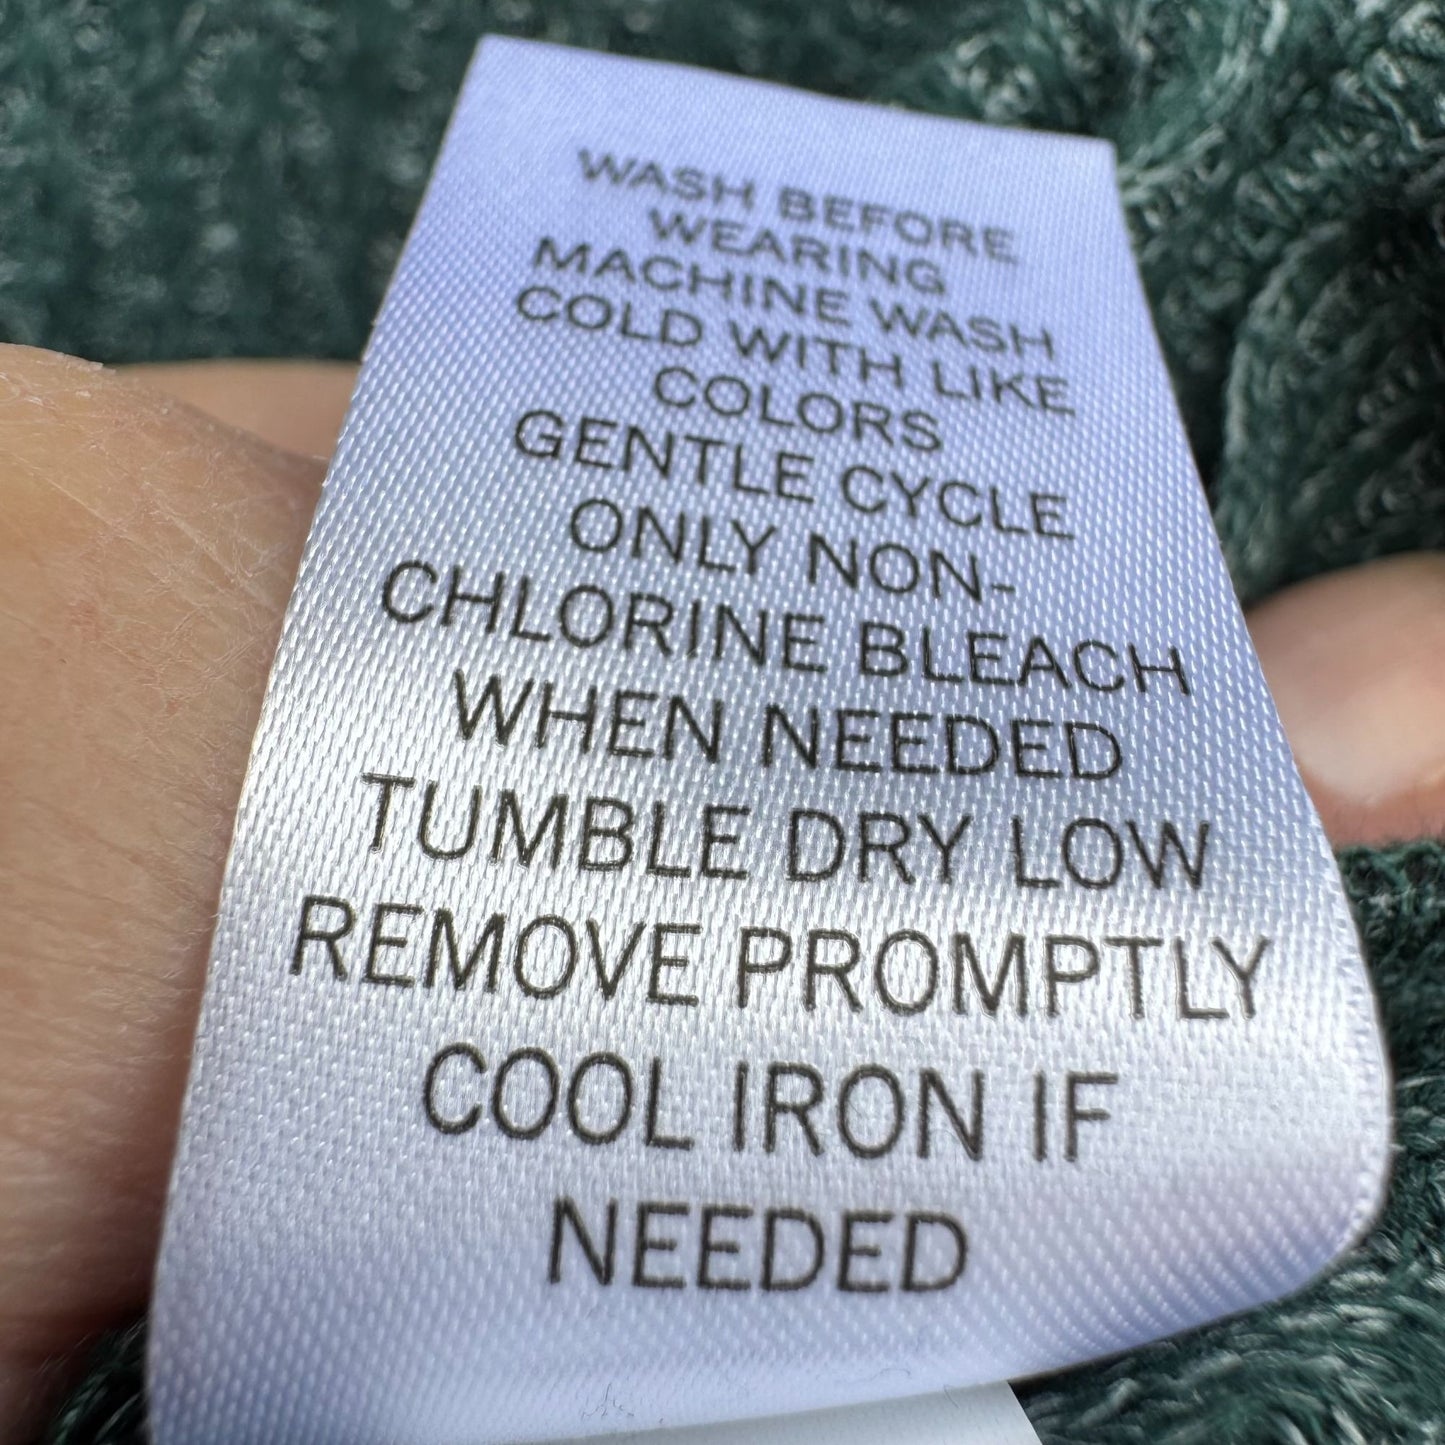 WASH BEFORE
WEARING
MACHINE WASH
COLD WITH LIKE
COLORS
GENTLE CYCLE
ONLY NON-
CHLORINE BLEACH
WHEN NEEDED
TUMBLE DRY LOW
REMOVE PROMPTLY
COOL IRON IF
NEEDED